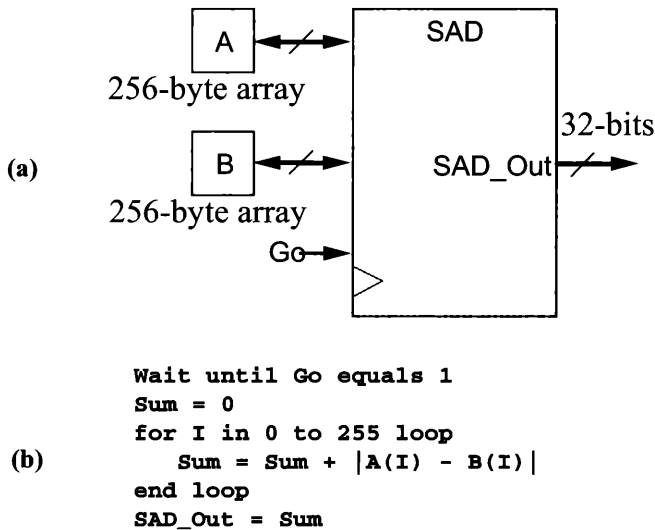 A
SAD
256-byte array
32-bits
(a)
B
SAD_Out
256-byte array
Go
(b)
Wait until Go equals 1
Sum = 0
for I in 0 to 255 loop
Sum = Sum + |A(I) - B(I)|
end loop
SAD_Out = Sum